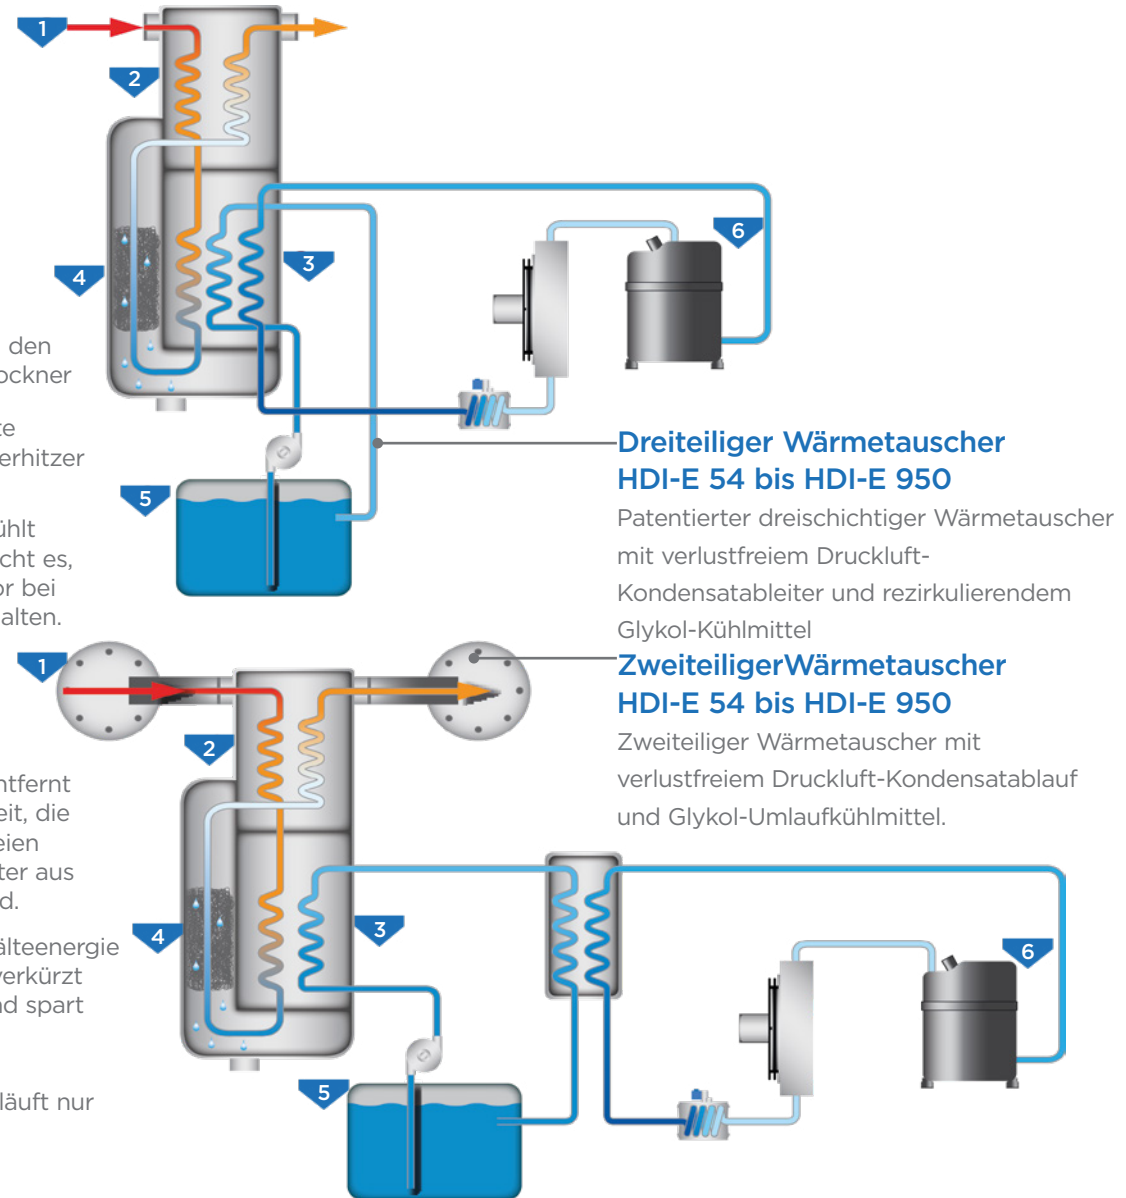 1
2
6
3
4
den
ockner
te
erhitzer
Dreiteiliger Wärmetauscher
HDI-E 54 bis HDI-E 950
5
ühlt
cht es,
or bei
alten.
Patentierter dreischichtiger Wärmetauscher
mit verlustfreiem Druckluft-
Kondensatableiter und rezirkulierendem
Glykol-Kühlmittel
1
ZweiteiligerWärmetauscher
HDI-E 54 bis HDI-E 950
2
Zweiteiliger Wärmetauscher mit
verlustfreiem Druckluft-Kondensatablauf
und Glykol-Umlaufkühlmittel.
ntfernt
eit, die
eien
ter aus
d.
4
3
6
älteenergie
verkürzt
nd spart
5
läuft nur